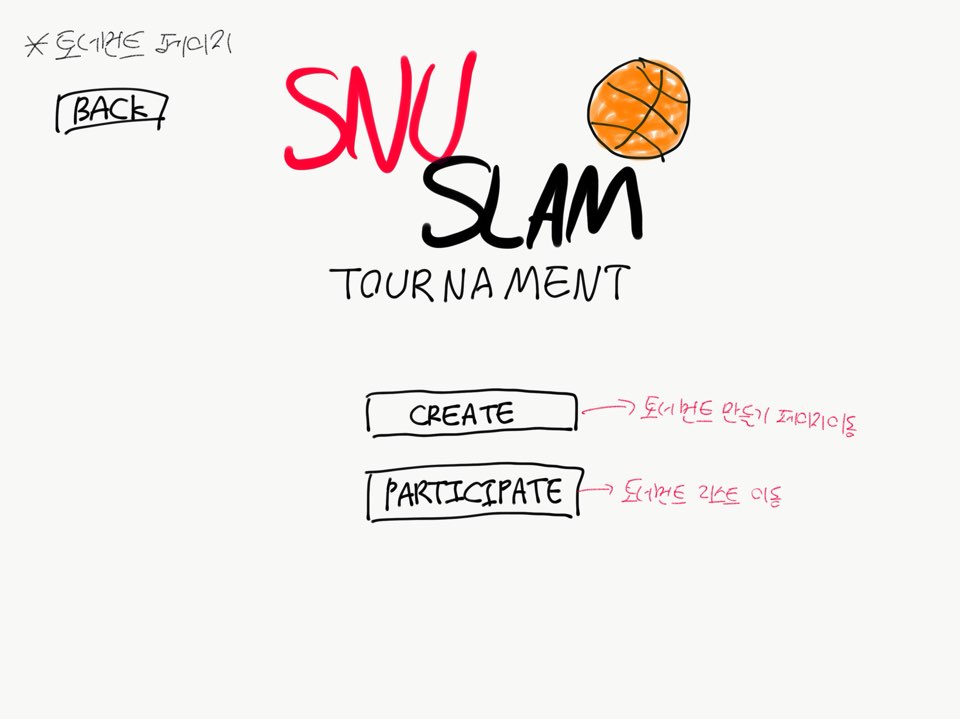 * 토너먼트 페이지
BACK
SNU
SLAM
TOURNAMENT
CREATE
토너먼트 만들기 페이지 이동
PARTICIPATE
토너먼트 리스트 이동